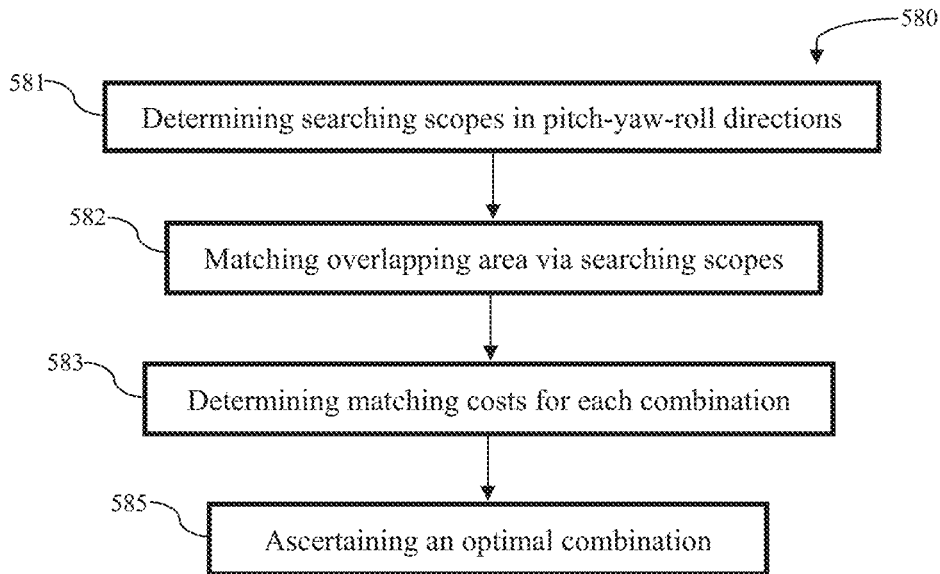 580
581
Determining searching scopes in pitch-yaw-roll directions
582
Matching overlapping area via searching scopes
583
Determining matching costs for each combination
585
Ascertaining an optimal combination